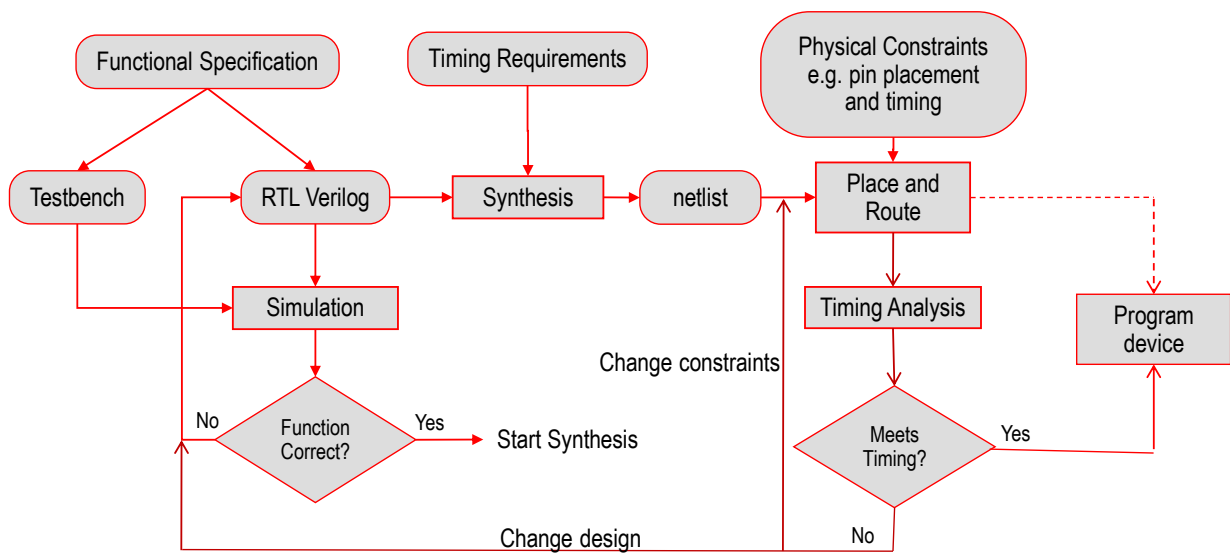 Functional Specification
Timing Requirements
Physical Constraints
e.g. pin placement
and timing
Testbench
RTL Verilog
Synthesis
netlist
Place and
Route
Simulation
Timing Analysis
Program
device
Change constraints
No
Function
Correct?
Yes
Start Synthesis
Meets
Timing?
Yes
No
Change design